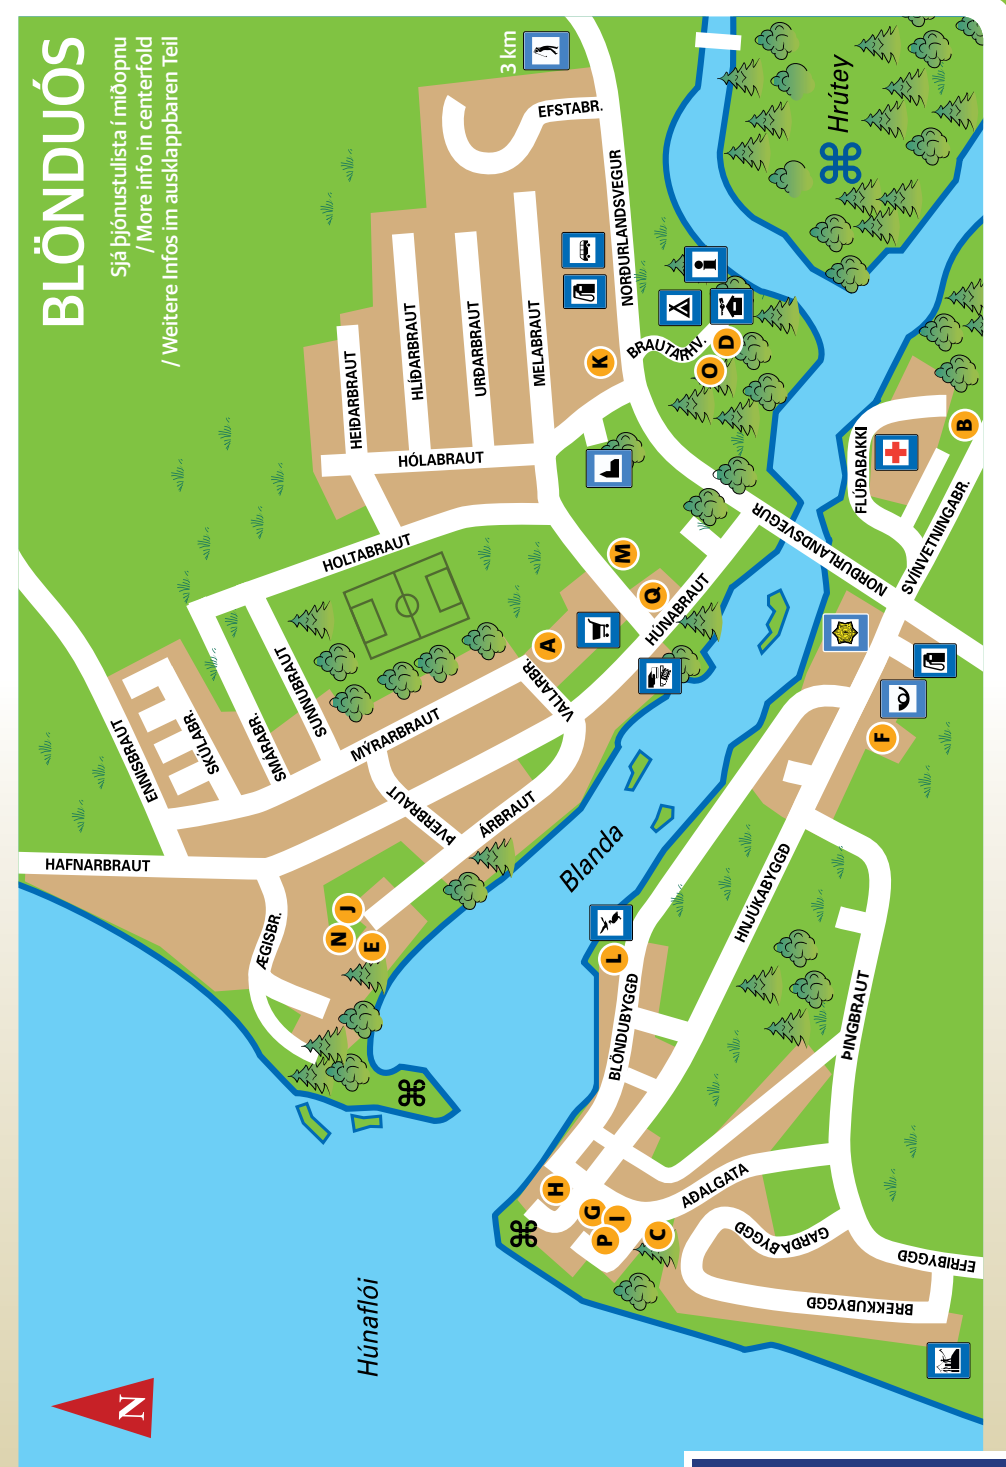 BLÖNDUÓS
Sjá þjónustulista í miðopnu
/ More info in centerfold
/ Weitere Infos im ausklappbaren Teil
3 km
EFSTABR.
NORÐURLANDSVEGUR
Hrútey
HEIÐARBRAUT
HLÍÐARBRAUT
URÐARBRAUT
MELABRAUT
HÓLABRAUT
K
BRAUTARHV.
D
O
B
FLÚÐABAKKI
SVÍNVETNINGABR.
NORÐURLANDSVEGUR
HOLTABRAUT
M
Q
HÚNABRAUT
A
VALLARBR.
SUNNUBRAUT
SMÁRABR.
SKÚLABR.
ENNISBRAUT
MÝRARBRAUT
ÞVERBRAUT
ÁRBRAUT
HAFNARBRAUT
ÆGISBR.
N
J
E
Blanda
F
HNJÚKABYGGÐ
L
BLÖNDUBYGGÐ
ÞINGBRAUT
AÐALGATA
H
G
I
P
C
GARÐABYGGÐ
EFRIBYGGÐ
BREKKUBYGGÐ
Húnaflói
N